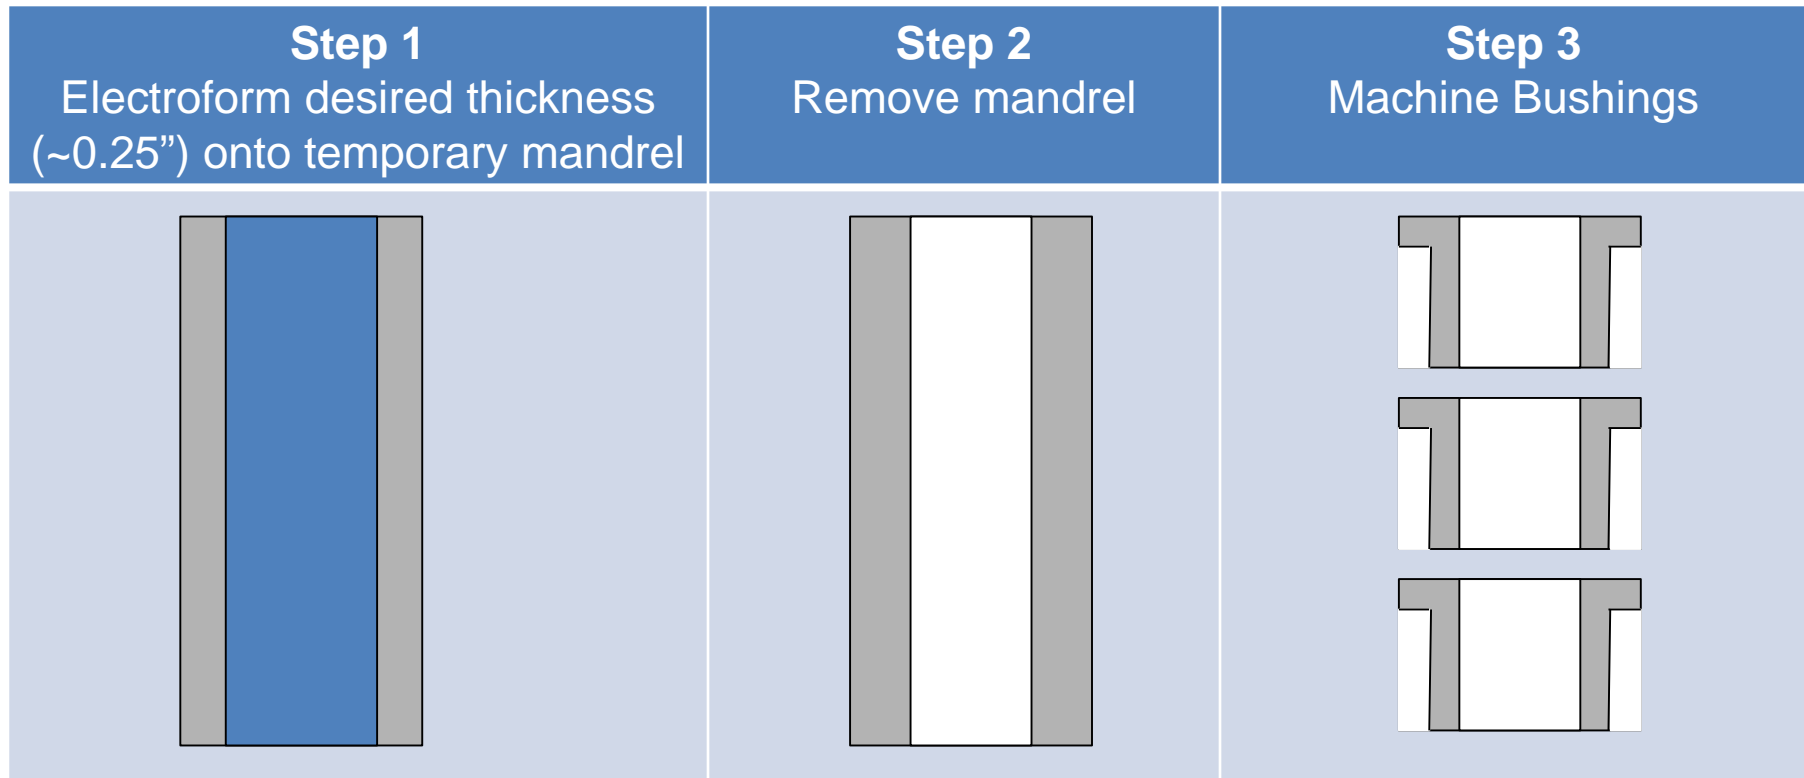 Step 1
Electroform desired thickness
(~0.25”) onto temporary mandrel
Step 2
Remove mandrel
Step 3
Machine Bushings